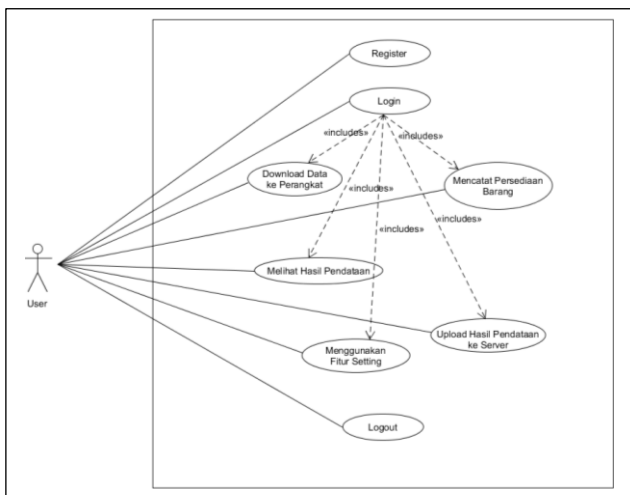 Register
Login
«includes»
«includes»
Download Data
ke Perangkat
«includes»
Mencatat Persediaan
Barang
«includes»
«includes»
Melihat Hasil Pendataan
User
Upload Hasil Pendataan
ke Server
Menggunakan
Fitur Setting
Logout